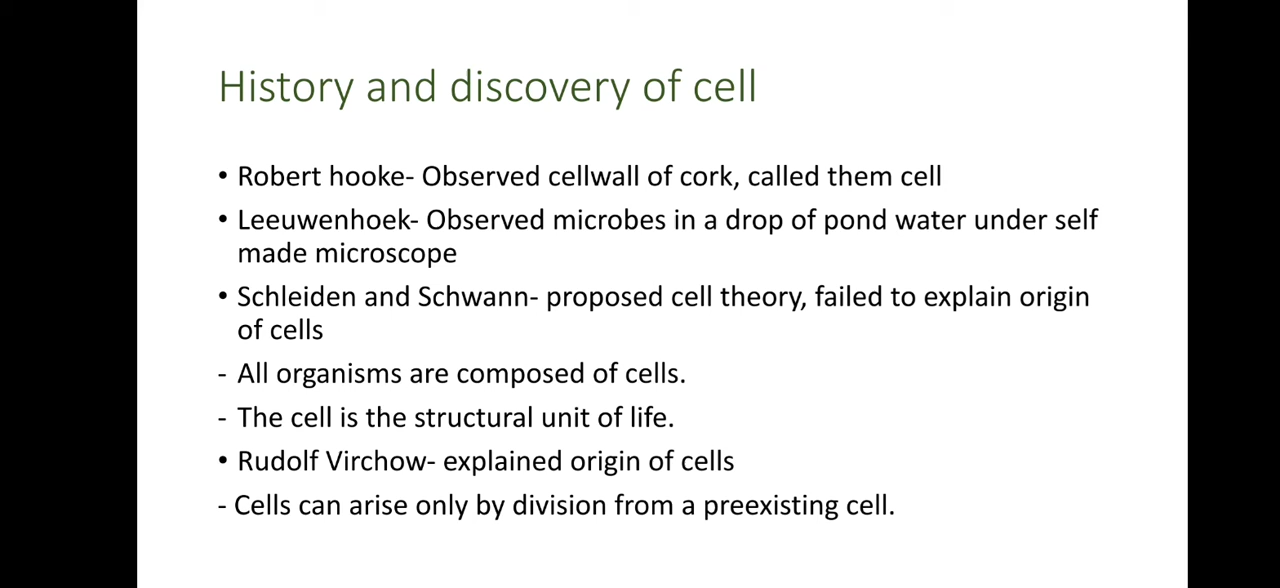 History and discovery of cell
• Robert hooke- Observed cellwall of cork, called them cell
• Leeuwenhoek- Observed microbes in a drop of pond water under self
made microscope
• Schleiden and Schwann- proposed cell theory, failed to explain origin
of cells
- All organisms are composed of cells.
- The cell is the structural unit of life.
• Rudolf Virchow- explained origin of cells
- Cells can arise only by division from a preexisting cell.